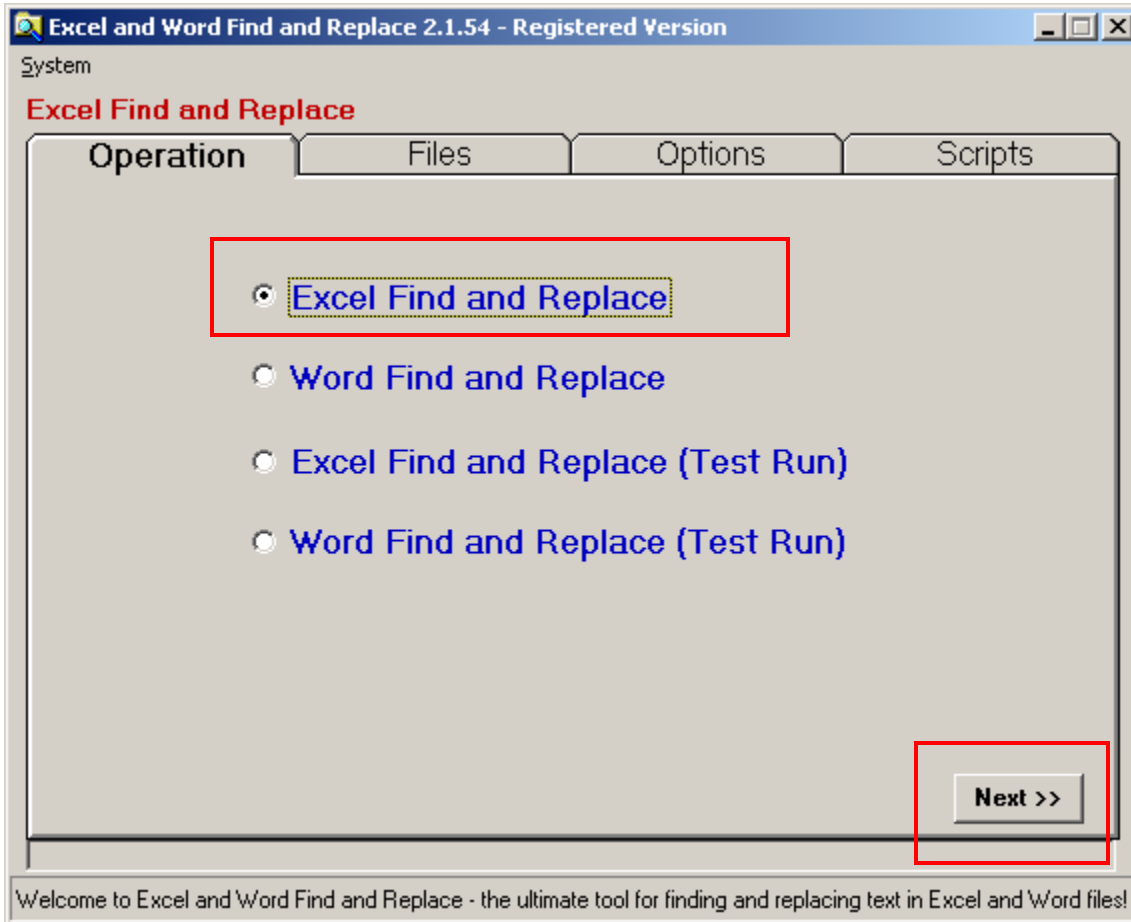 Excel and Word Find and Replace 2.1.54 - Registered Version
System
Excel Find and Replace
Operation Files Options Scripts
Excel Find and Replace
Word Find and Replace
Excel Find and Replace (Test Run)
Word Find and Replace (Test Run)
Next >>
Welcome to Excel and Word Find and Replace - the ultimate tool for finding and replacing text in Excel and Word files!